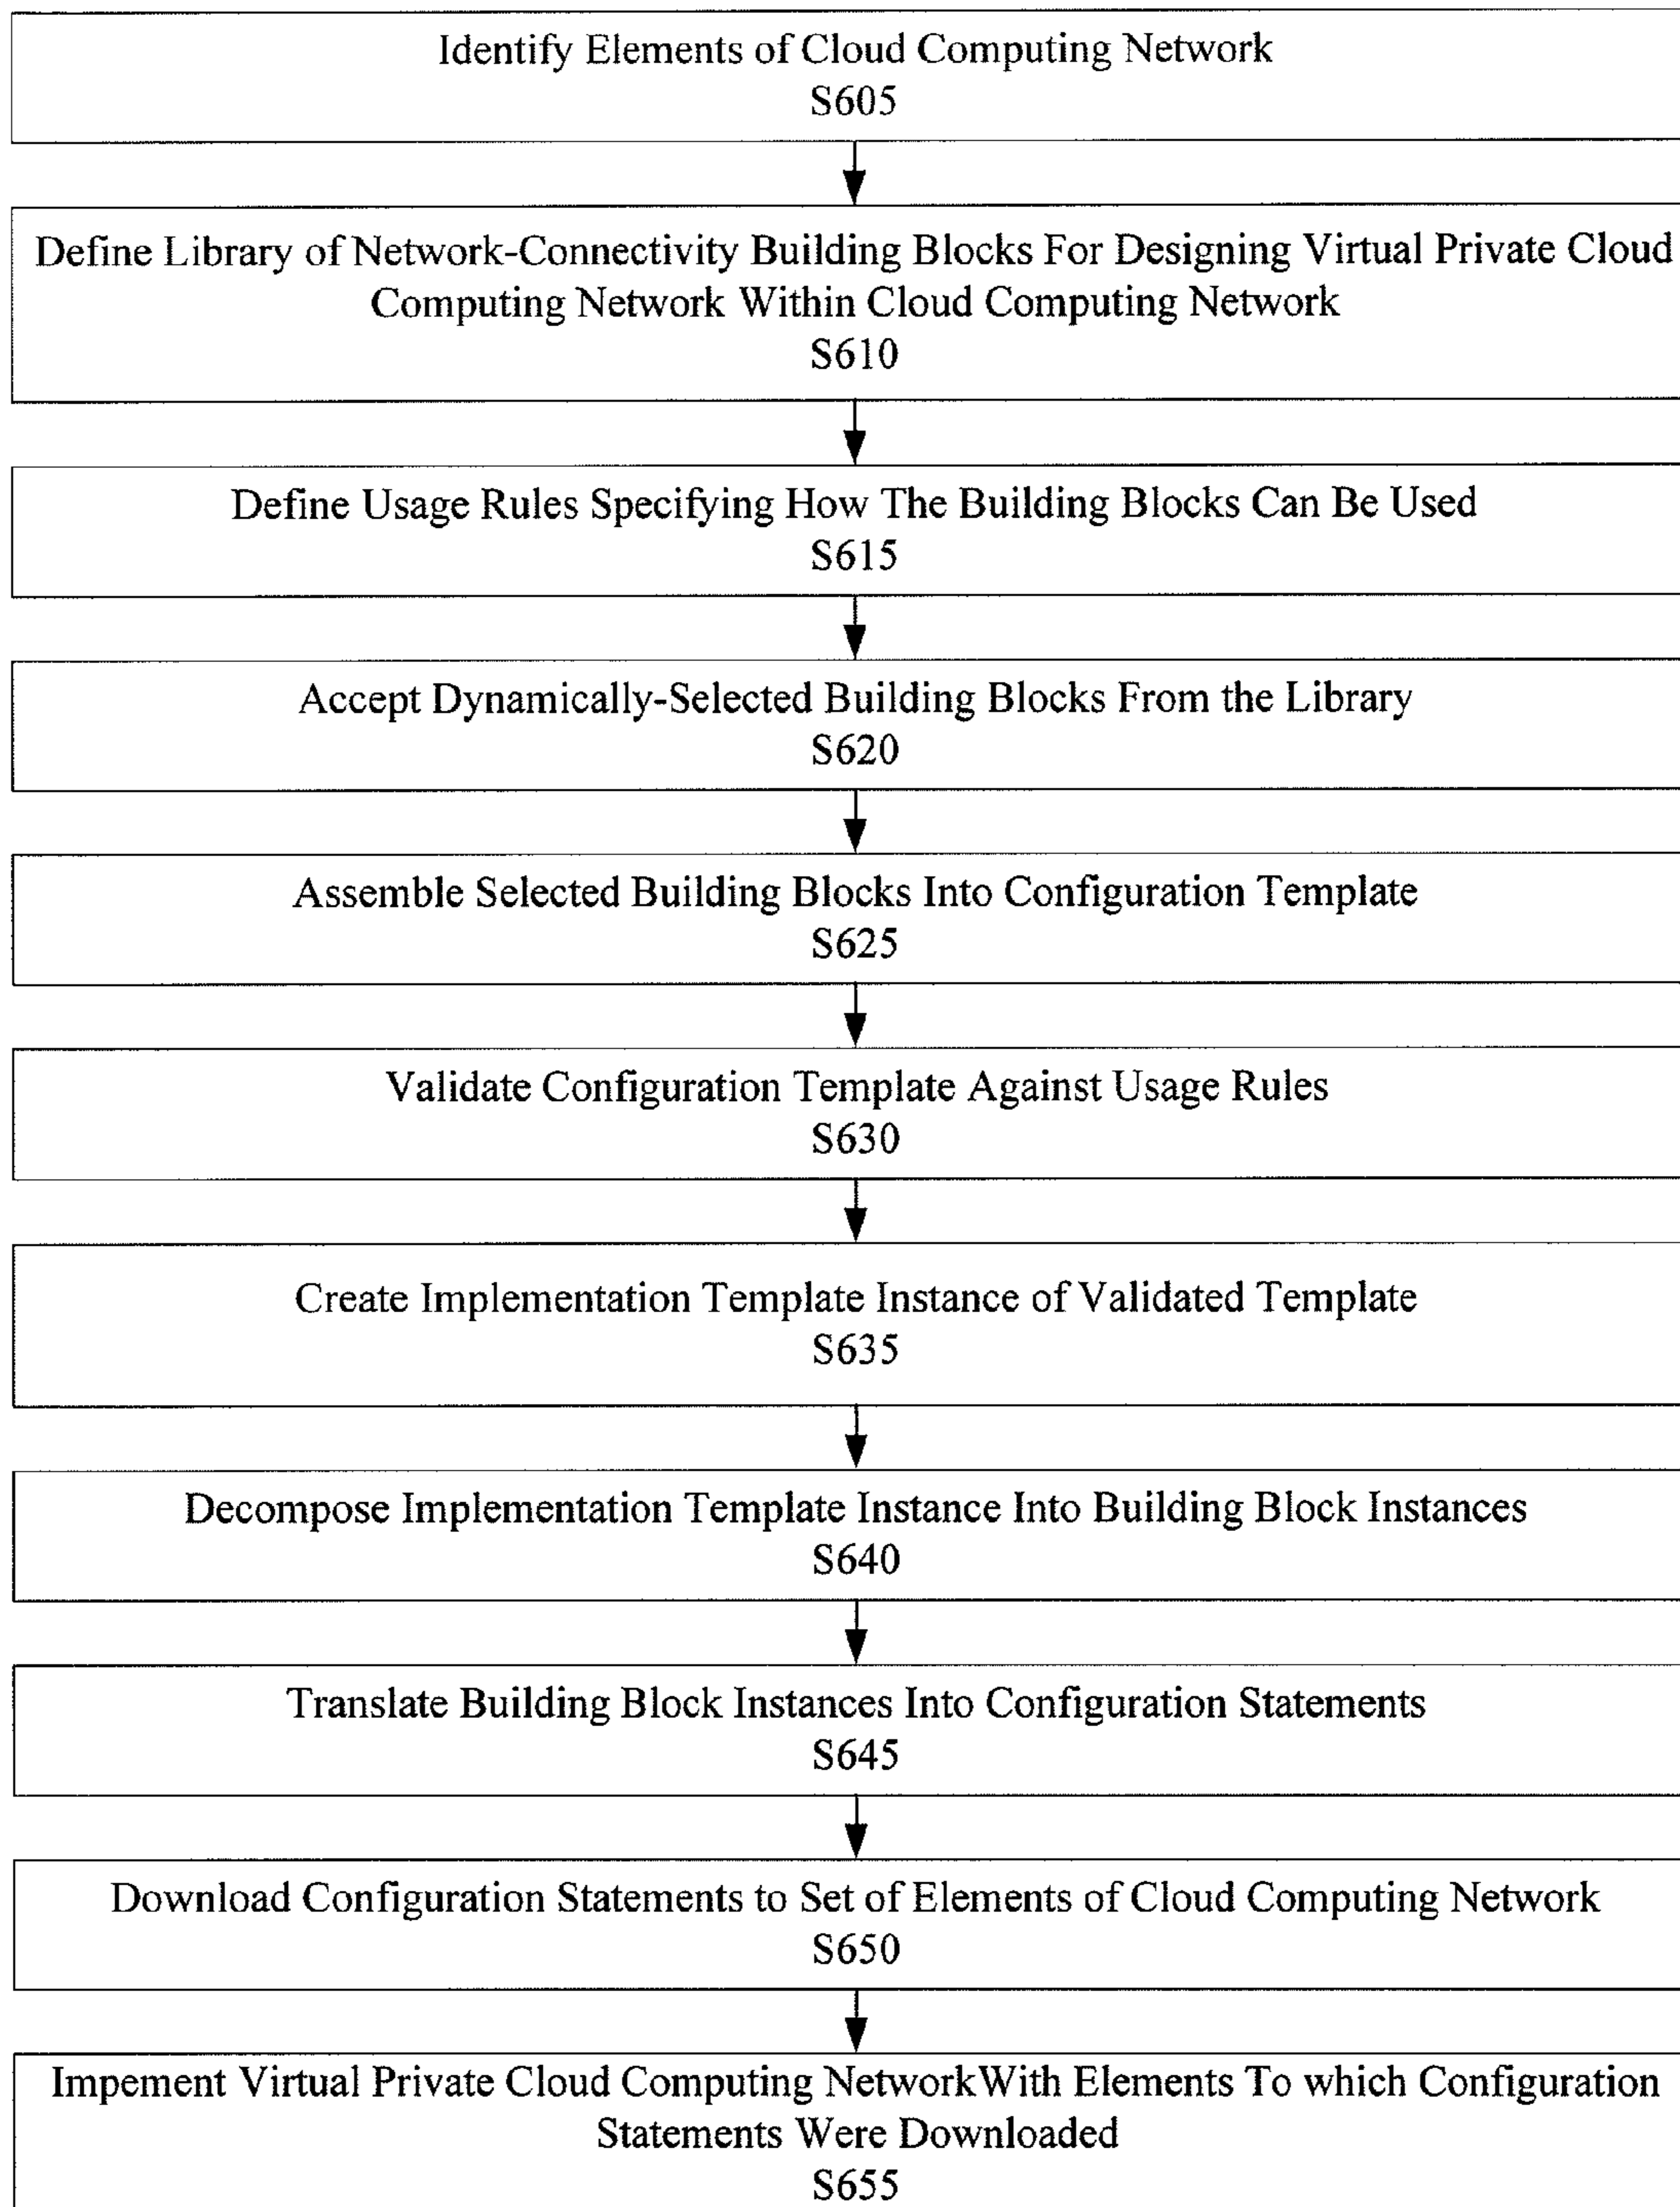 Identify Elements of Cloud Computing Network
S605
Define Library of Network-Connectivity Building Blocks For Designing Virtual Private Cloud
Computing Network Within Cloud Computing Network
S610
Define Usage Rules Specifying How The Building Blocks Can Be Used
S615
Accept Dynamically-Selected Building Blocks From the Library
S620
Assemble Selected Building Blocks Into Configuration Template
S625
Validate Configuration Template Against Usage Rules
S630
Create Implementation Template Instance of Validated Template
S635
Decompose Implementation Template Instance Into Building Block Instances
S640
Translate Building Block Instances Into Configuration Statements
S645
Download Configuration Statements to Set of Elements of Cloud Computing Network
S650
Impement Virtual Private Cloud Computing NetworkWith Elements To which Configuration
Statements Were Downloaded
S655